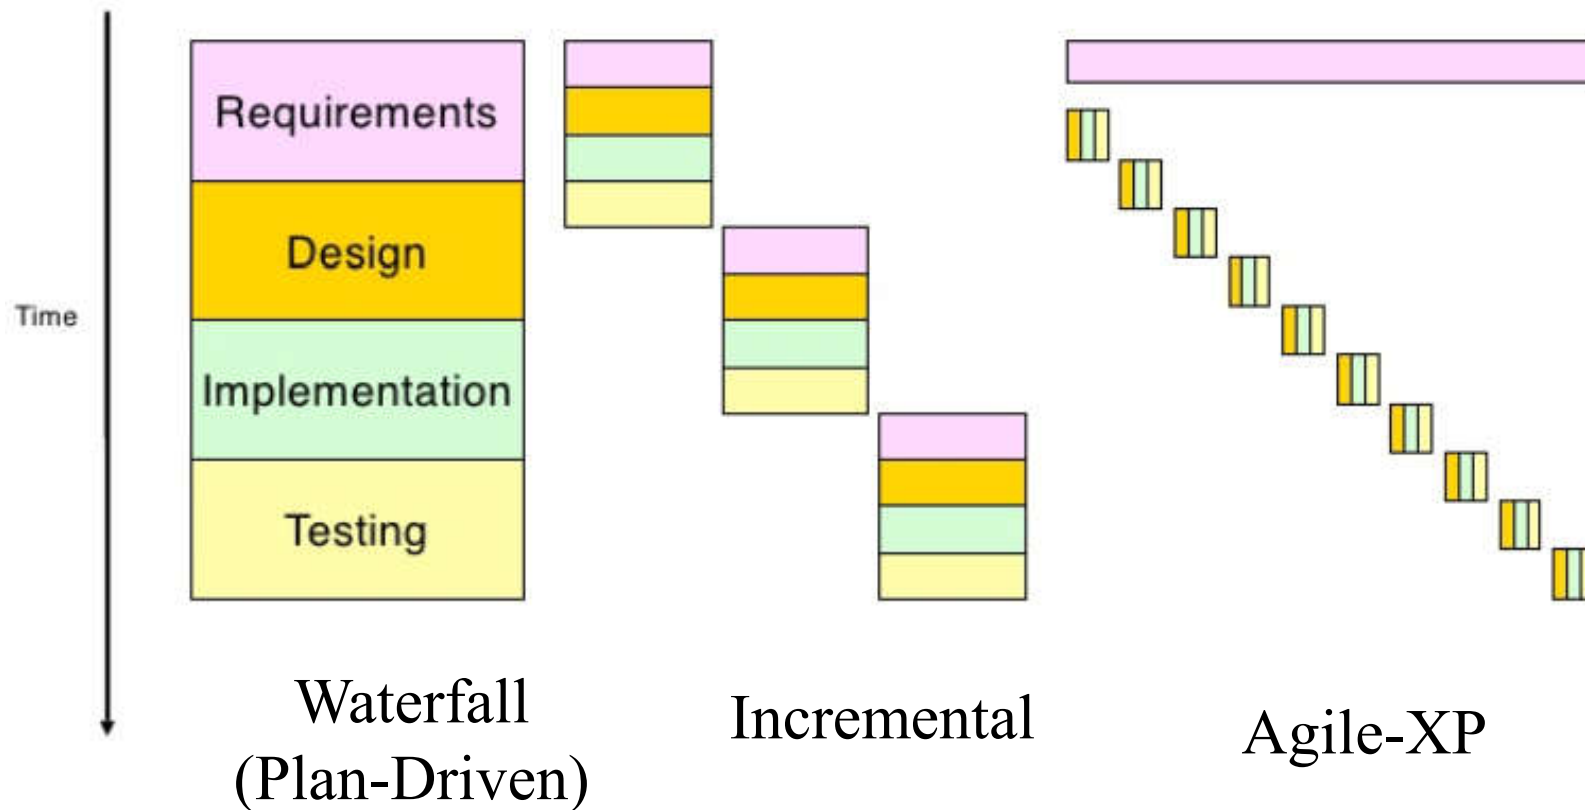 Time
Requirements
Design
Implementation
Testing
Waterfall
(Plan-Driven)
Incremental
Agile-XP